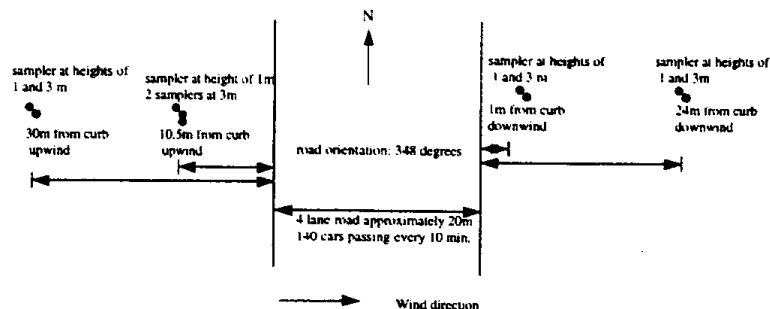 N
sampler at heights of
1 and 3 m
30m from curb
upwind
sampler at height of 1m
2 samplers at 3m
10.5m from curb
upwind
road orientation: 348 degrees
4 lane road approximately 20m
140 cars passing every 10 min.
sampler at heights of
1 and 3 m
1m from curb
downwind
sampler at heights of
1 and 3m
24m from curb
downwind
Wind direction